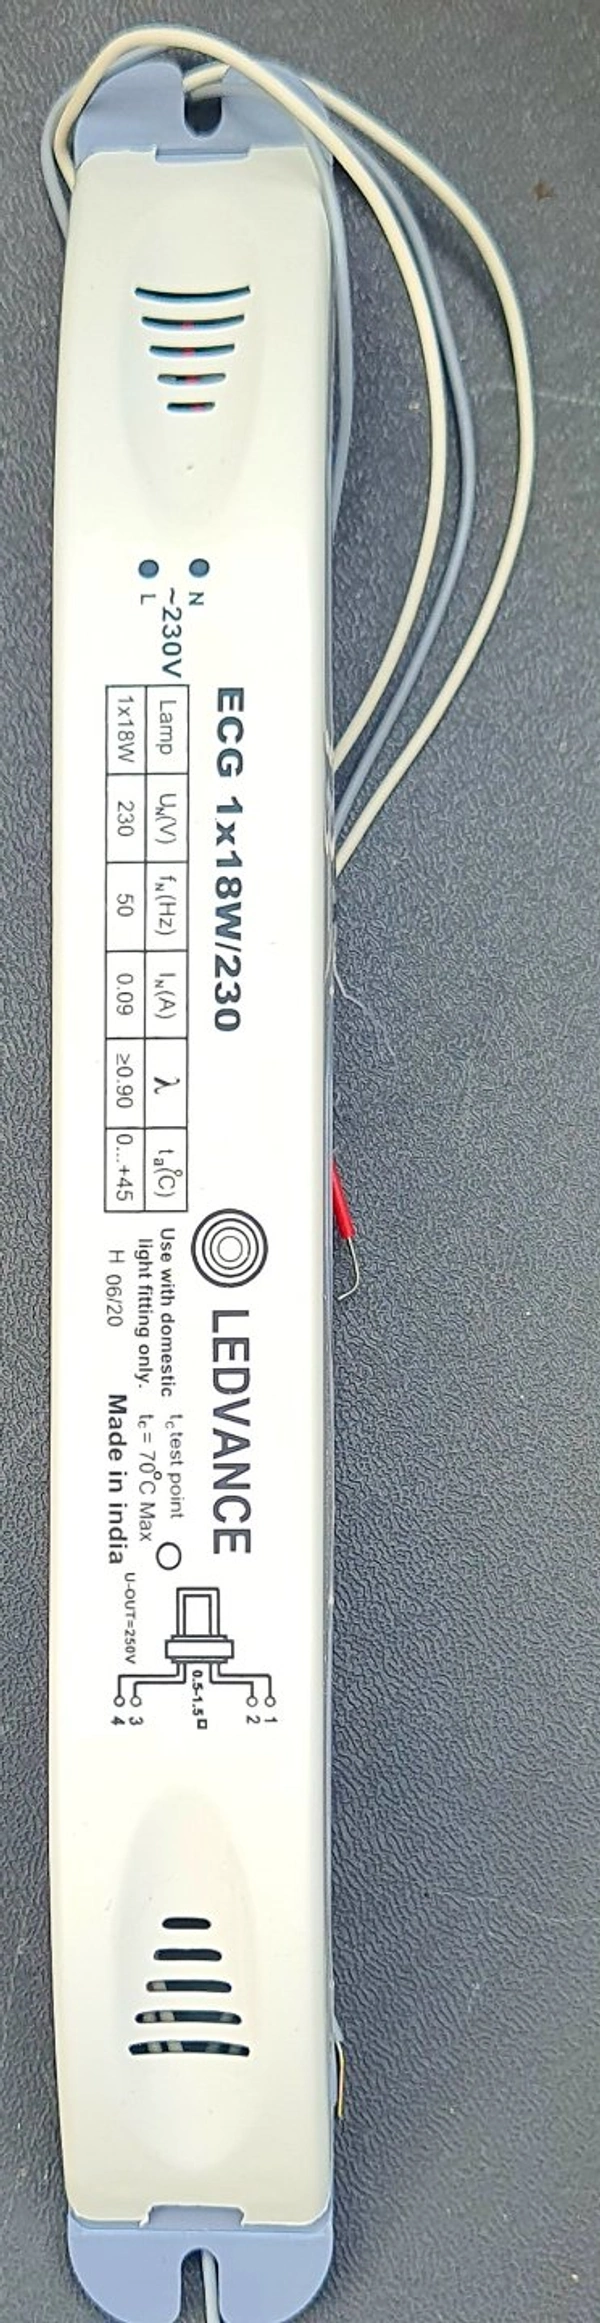 N
L
~230V
ECG 1x18W/230
Lamp UN(V) fN(Hz) IN(A) λ ta(°C)
1x18W 230 50 0.09 ≥0.90 0...+45
LEDVANCE
Use with domestic
light fitting only.
H 06/20
tc test point
tc = 70°C Max
Made in india
U-OUT=250V
0.5-1.5
1
2
3
4